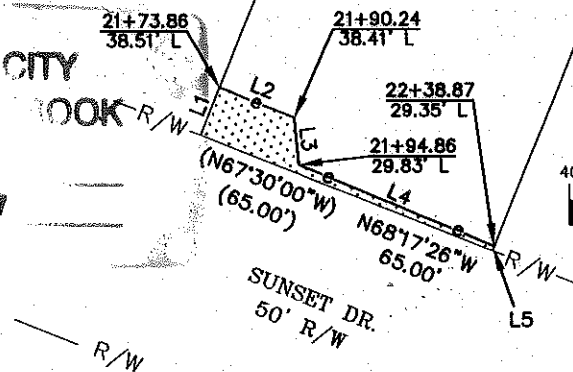 21+73.86
38.51' L
21+90.24
38.41' L
CITY
OOK
R/W
L1
L2
e
L3
22+38.87
29.35' L
21+94.86
29.83' L
40
(N67°30'00"W)
(65.00')
e
L4
e
N68°17'26"W
65.00'
R/W
L5
SUNSET DR.
50' R/W
R/W